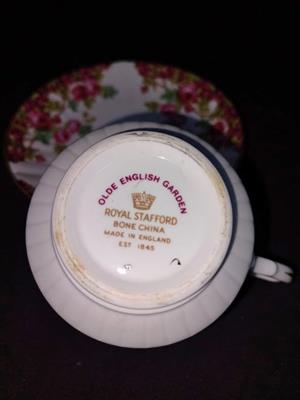 OLDE ENGLISH GARDEN
ROYAL STAFFORD
BONE CHINA
MADE IN ENGLAND
EST 1845